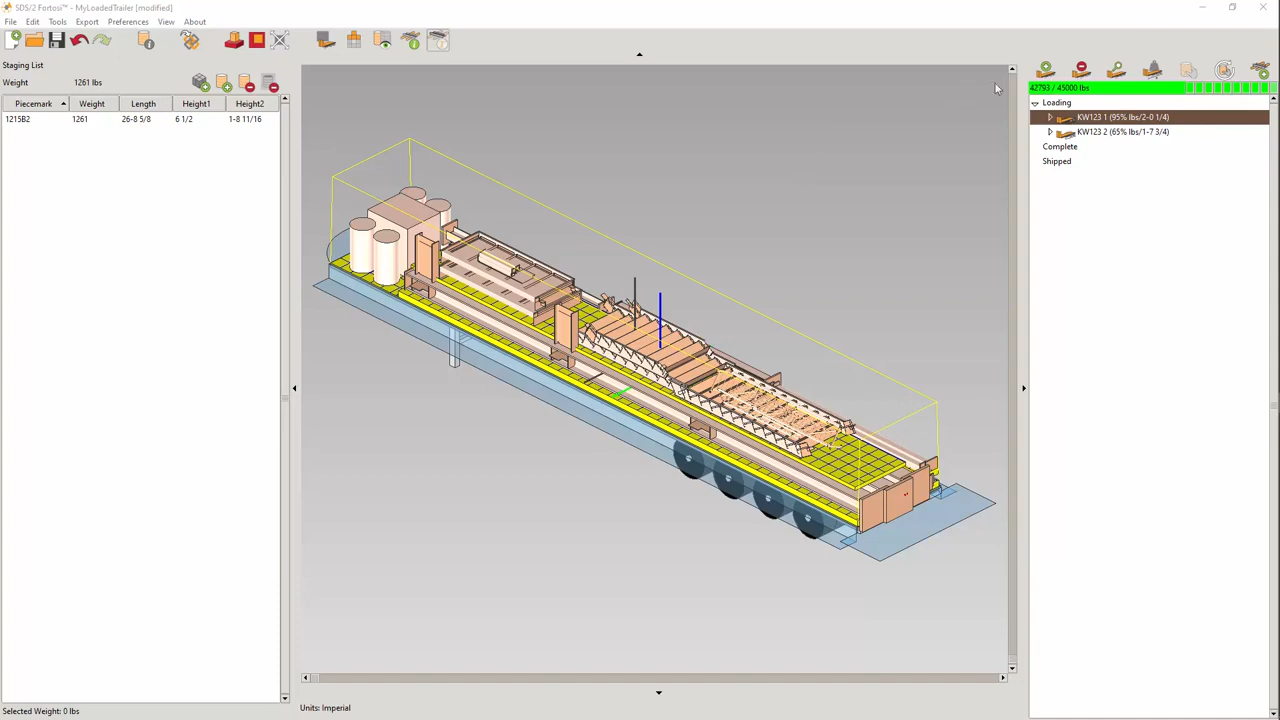 SDS/2 Fortosi™ - MyLoadedTrailer [modified]
File Edit Tools Export Preferences View About
Staging List
Weight 1261 lbs
Piecemark Weight Length Height1 Height2
1215B2 1261 26-8 5/8 6 1/2 1-8 11/16
42793 / 45000 lbs
Loading
KW123 1 (95% lbs/2-0 1/4)
KW123 2 (65% lbs/1-7 3/4)
Complete
Shipped
Units: Imperial
Selected Weight: 0 lbs